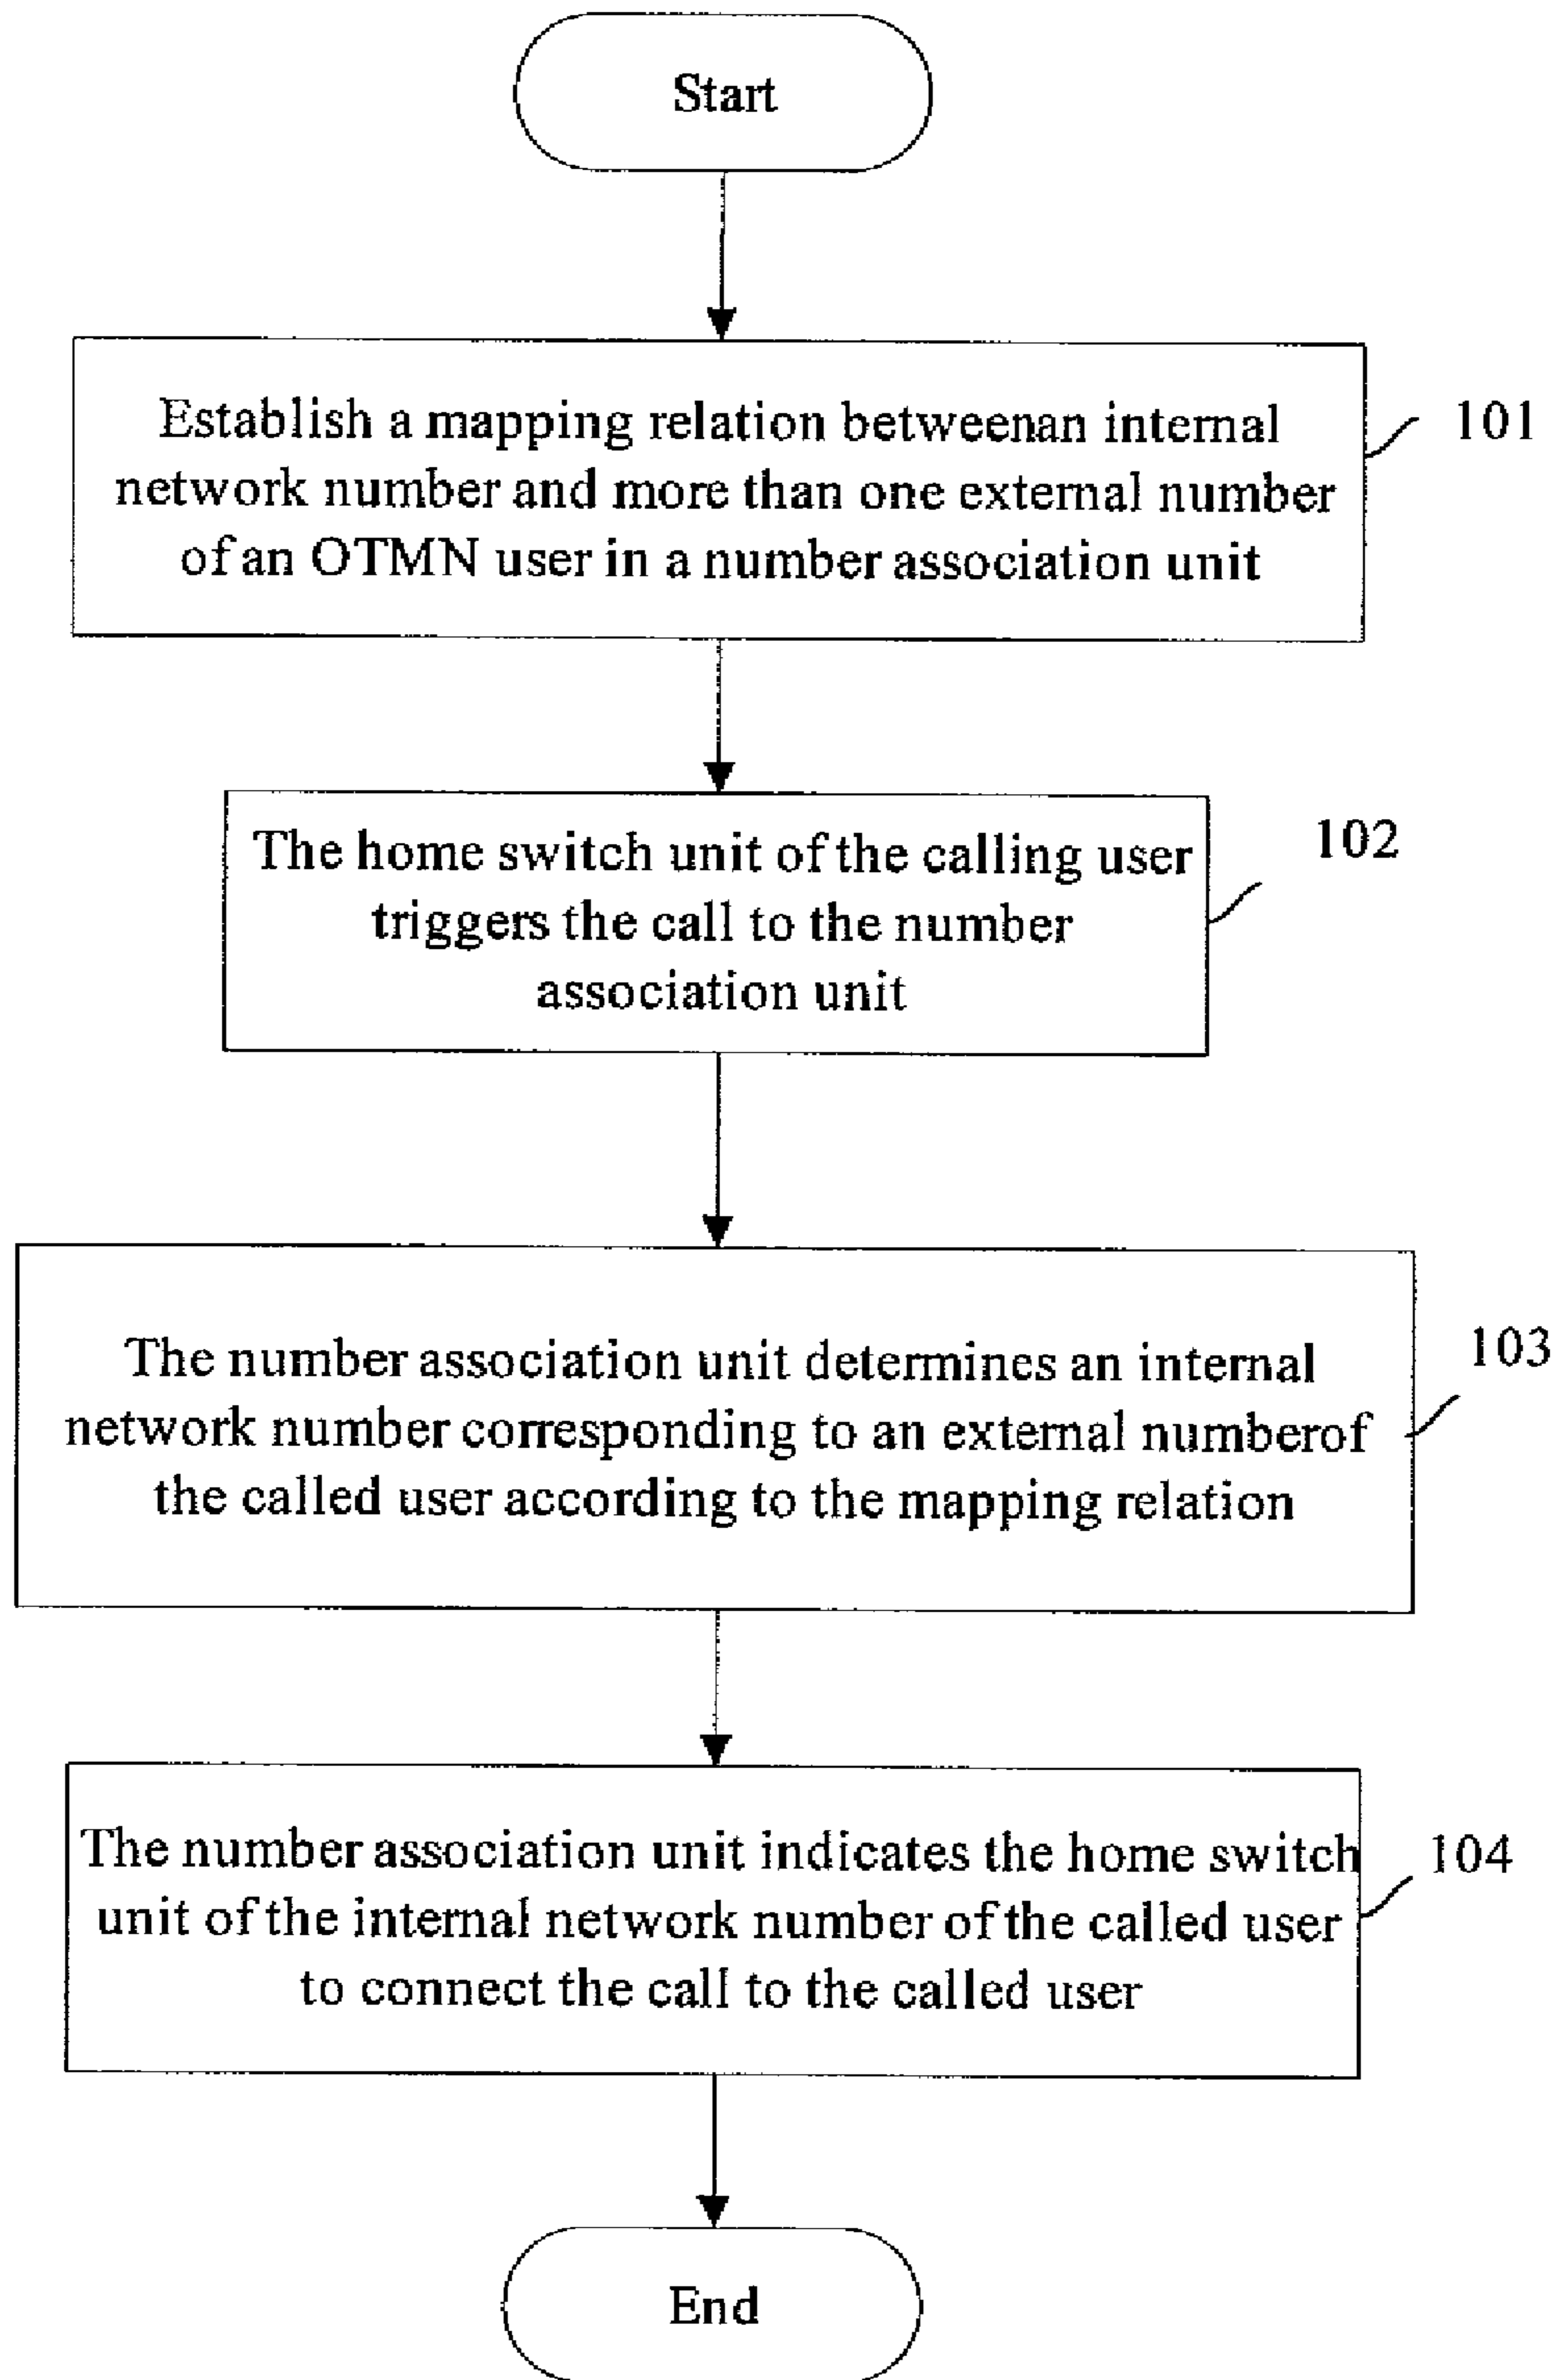 Start
Establish a mapping relation betweenan internal
network number and more than one external number
of an OTMN user in a number association unit
101
The home switch unit of the calling user
triggers the call to the number
association unit
102
The number association unit determines an internal
network number corresponding to an external numberof
the called user according to the mapping relation
103
The number association unit indicates the home switch
unit of the internal network number of the called user
to connect the call to the called user
104
End